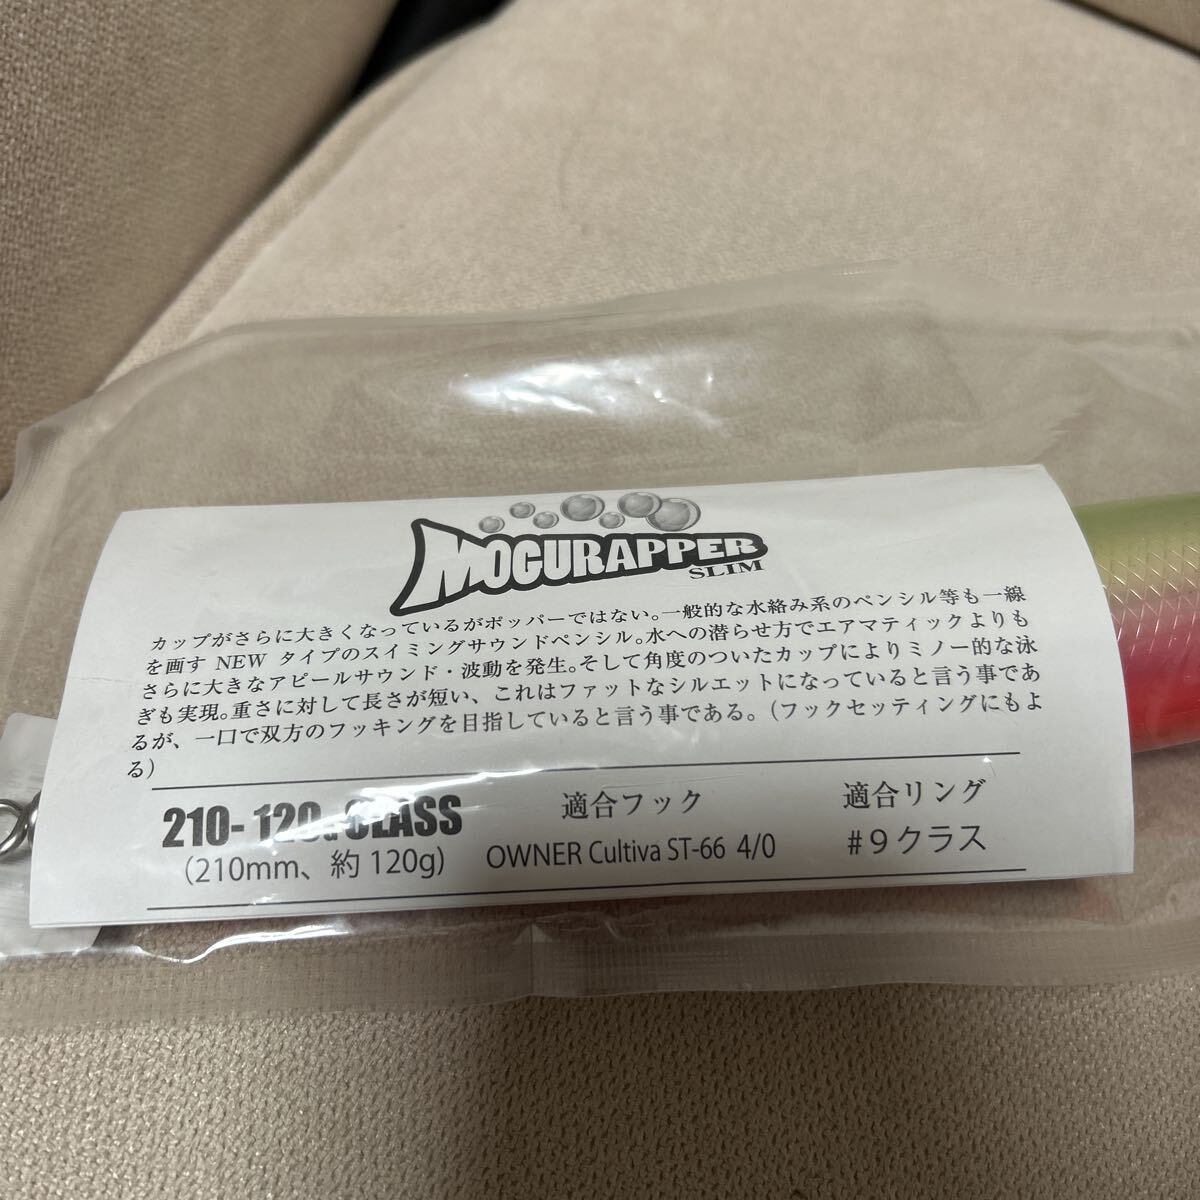 MOGURAPPER
SLIM
カップがさらに大きくなっているがポッパーではない。一般的な水絡み系のペンシル等も一線
を画す NEW タイプのスイミングサウンドペンシル。水への潜らせ方でエアマティックよりも
さらに大きなアピールサウンド・波動を発生。そして角度のついたカップによりミノー的な泳
ぎも実現。重さに対して長さが短い、これはファットなシルエットになっていると言う事であ
るが、一口で双方のフッキングを目指していると言う事である。（フックセッティングにもよ
る）
210-120g CLASS
適合フック
適合リング
（210mm、約 120g）
OWNER Cultiva ST-66 4/0
#9クラス